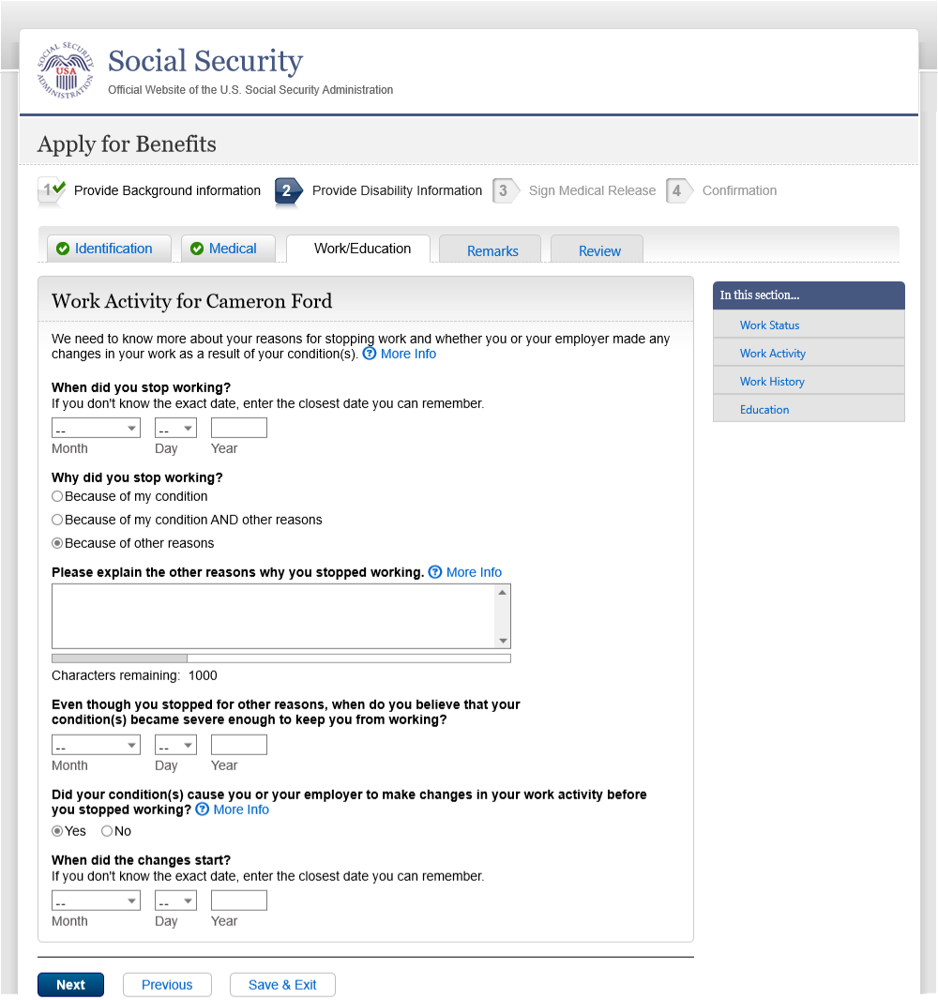 SOCIAL SECURITY ADMINISTRATION
USA
Social Security
Official Website of the U.S. Social Security Administration
Apply for Benefits
1 Provide Background information 2 Provide Disability Information 3 Sign Medical Release 4 Confirmation
Identification Medical Work/Education Remarks Review
Work Activity for Cameron Ford
We need to know more about your reasons for stopping work and whether you or your employer made any
changes in your work as a result of your condition(s). ? More Info
When did you stop working?
If you don't know the exact date, enter the closest date you can remember.
-- --
Month Day Year
Why did you stop working?
Because of my condition
Because of my condition AND other reasons
Because of other reasons
Please explain the other reasons why you stopped working. ? More Info
Characters remaining: 1000
Even though you stopped for other reasons, when do you believe that your
condition(s) became severe enough to keep you from working?
-- --
Month Day Year
Did your condition(s) cause you or your employer to make changes in your work activity before
you stopped working? ? More Info
Yes No
When did the changes start?
If you don't know the exact date, enter the closest date you can remember.
-- --
Month Day Year
Next Previous Save & Exit
In this section...
Work Status
Work Activity
Work History
Education